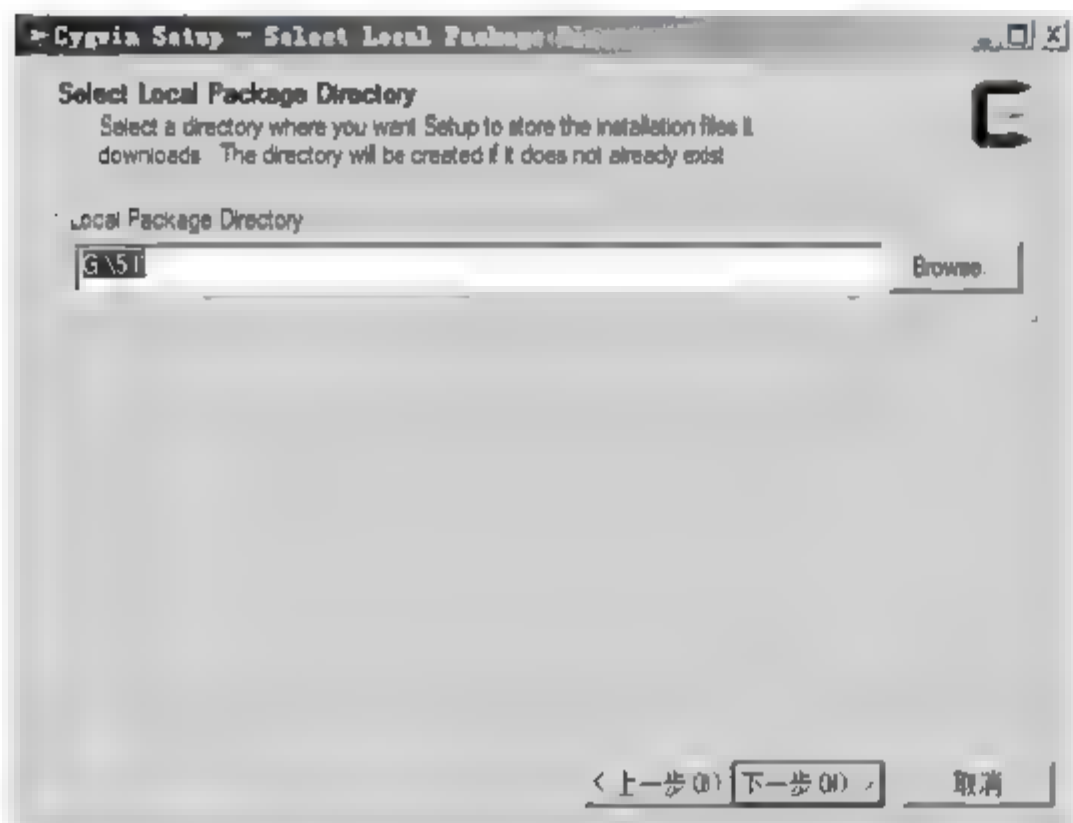 Cygwin Setup - Select Local Package
Select Local Package Directory
Select a directory where you want Setup to store the installation files it
downloads. The directory will be created if it does not already exist
Local Package Directory
Browse.
< 上一步(B) 下一步(N) > 取消